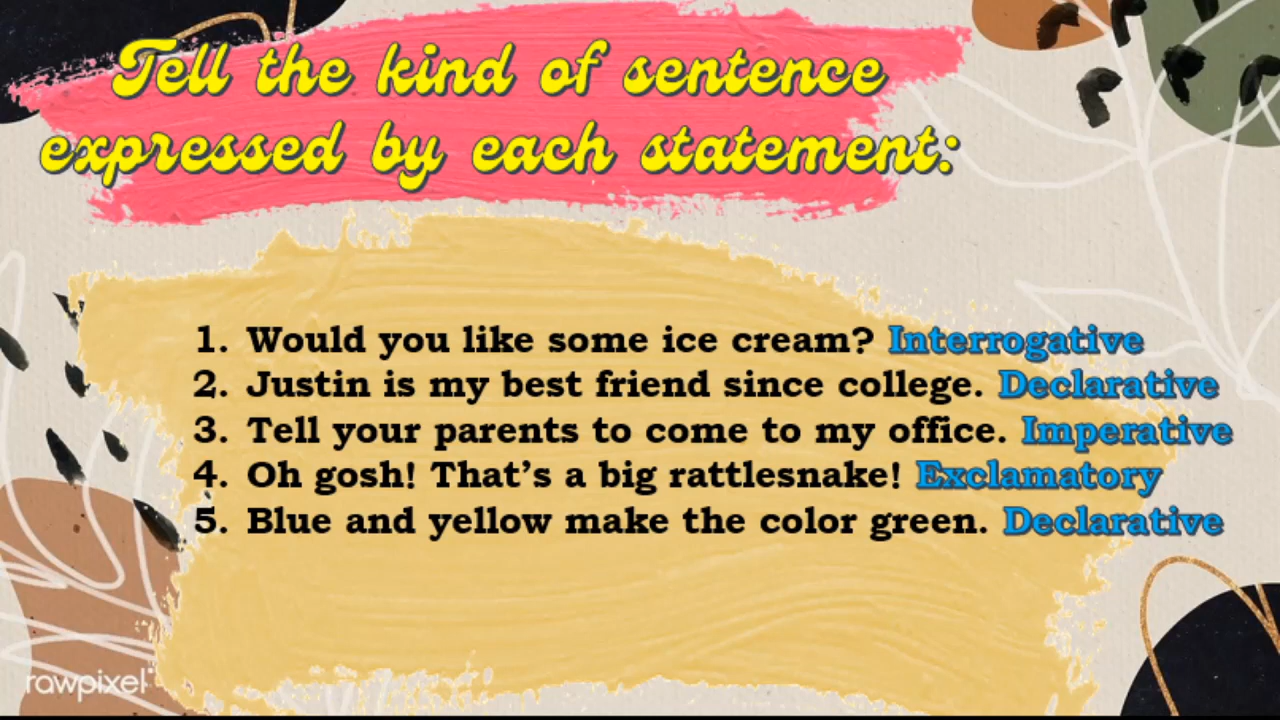 Tell the kind of sentence
expressed by each statement:
1. Would you like some ice cream? Interrogative
2. Justin is my best friend since college. Declarative
3. Tell your parents to come to my office. Imperative
4. Oh gosh! That’s a big rattlesnake! Exclamatory
5. Blue and yellow make the color green. Declarative
rawpixel